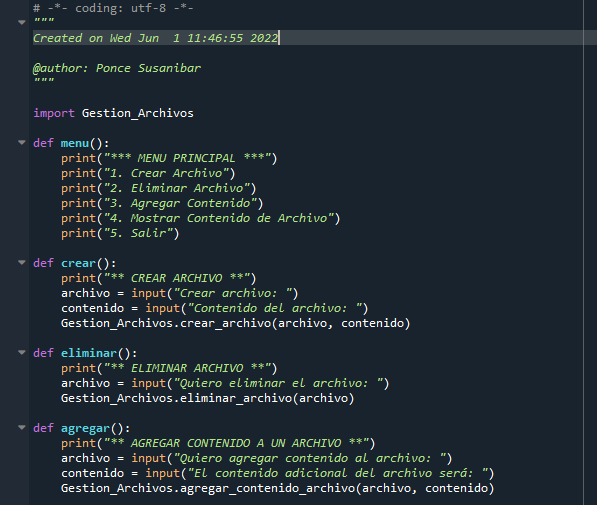 # -*- coding: utf-8 -*-
"""
Created on Wed Jun  1 11:46:55 2022

@author: Ponce Susanibar
"""

import Gestion_Archivos

def menu():
    print("*** MENU PRINCIPAL ***")
    print("1. Crear Archivo")
    print("2. Eliminar Archivo")
    print("3. Agregar Contenido")
    print("4. Mostrar Contenido de Archivo")
    print("5. Salir")

def crear():
    print("** CREAR ARCHIVO **")
    archivo = input("Crear archivo: ")
    contenido = input("Contenido del archivo: ")
    Gestion_Archivos.crear_archivo(archivo, contenido)

def eliminar():
    print("** ELIMINAR ARCHIVO **")
    archivo = input("Quiero eliminar el archivo: ")
    Gestion_Archivos.eliminar_archivo(archivo)

def agregar():
    print("** AGREGAR CONTENIDO A UN ARCHIVO **")
    archivo = input("Quiero agregar contenido al archivo: ")
    contenido = input("El contenido adicional del archivo será: ")
    Gestion_Archivos.agregar_contenido_archivo(archivo, contenido)